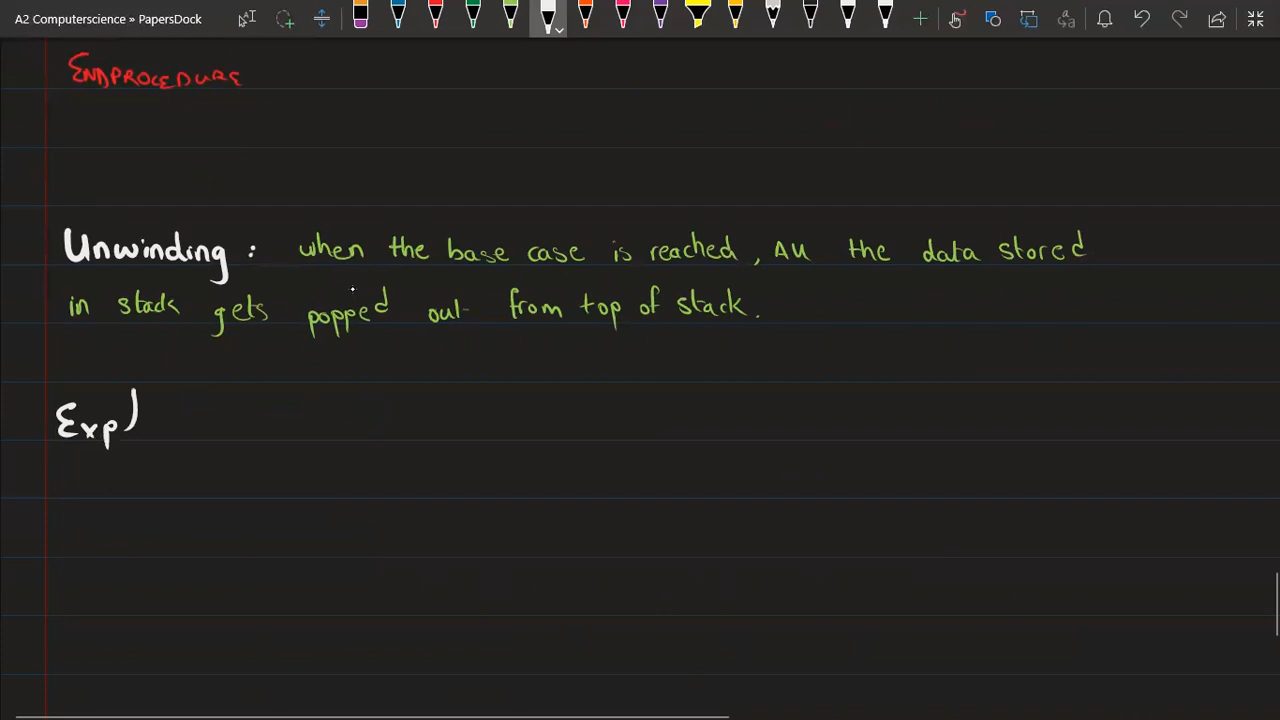 A2 Computerscience » PapersDock
ENDPROCEDURE
Unwinding : when the base case is reached, All the data stored
in stack gets popped out from top of stack.
Exp)